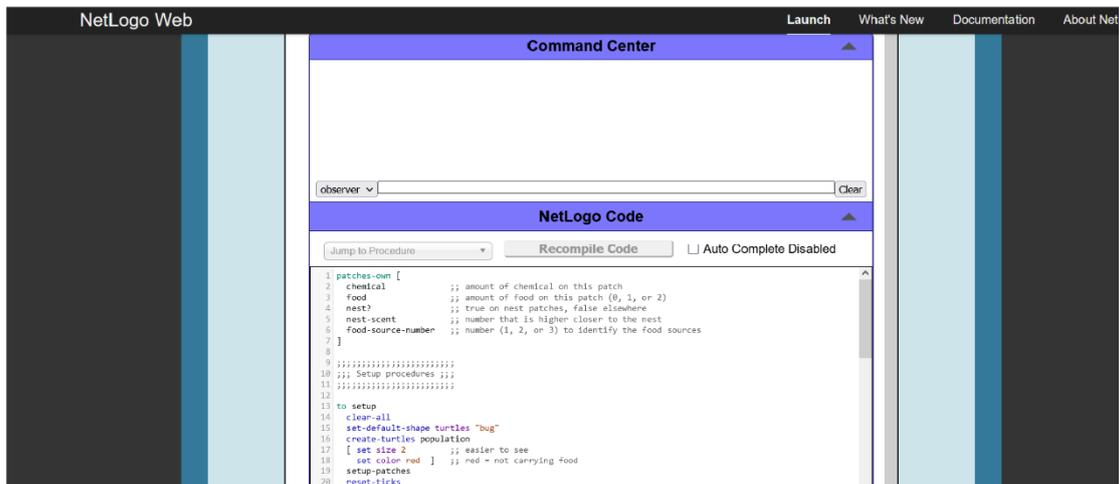 NetLogo Web
Launch What's New Documentation About Net
Command Center
observer Clear
NetLogo Code
Jump to Procedure Recompile Code Auto Complete Disabled
1 patches-own [
2 chemical ;; amount of chemical on this patch
3 food ;; amount of food on this patch (0, 1, or 2)
4 nest? ;; true on nest patches, false elsewhere
5 nest-scent ;; number that is higher closer to the nest
6 food-source-number ;; number (1, 2, or 3) to identify the food sources
7 ]
8
9 ;;;;;;;;;;;;;;;;;;;;;;;;
10 ;;; Setup procedures ;;;
11 ;;;;;;;;;;;;;;;;;;;;;;;;
12
13 to setup
14 clear-all
15 set-default-shape turtles "bug"
16 create-turtles population
17 [ set size 2 ;; easier to see
18 set color red ] ;; red = not carrying food
19 setup-patches
20 reset-ticks